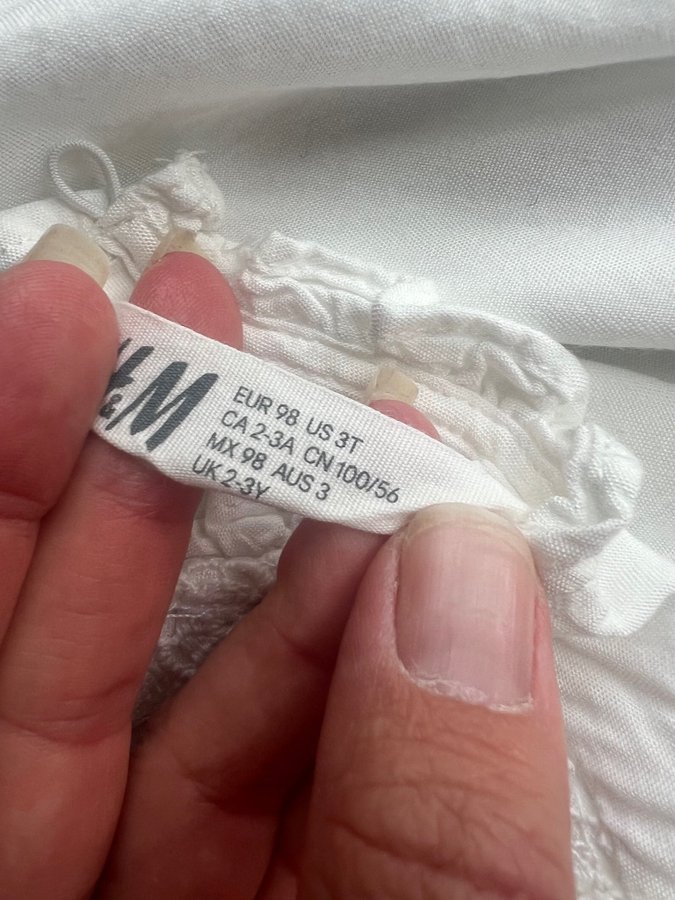 H&M
EUR 98 US 3T
CA 2-3A CN 100/56
MX 98 AUS 3
UK 2-3Y